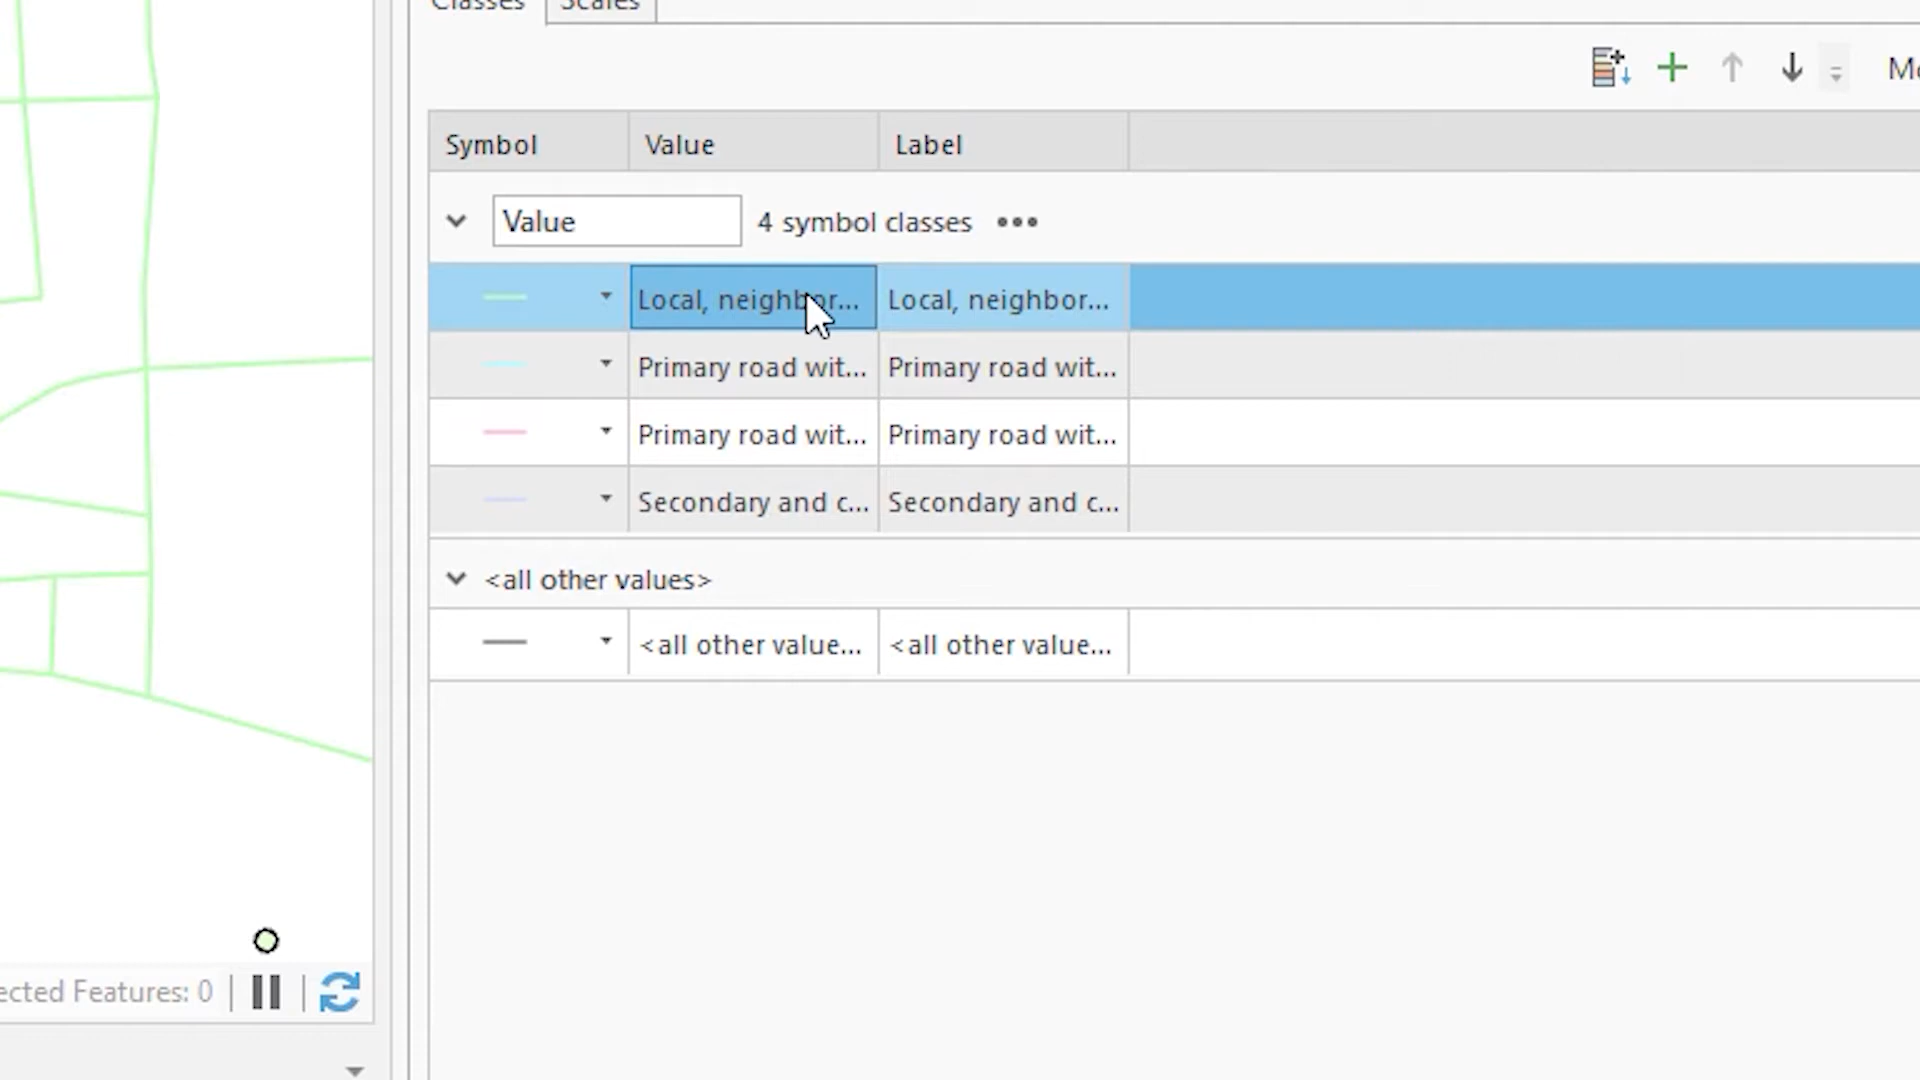 Classes Scales
Symbol Value Label
Value 4 symbol classes •••
Local, neighbor... Local, neighbor...
Primary road wit... Primary road wit...
Primary road wit... Primary road wit...
Secondary and c... Secondary and c...
<all other values>
<all other value... <all other value...
Features: 0